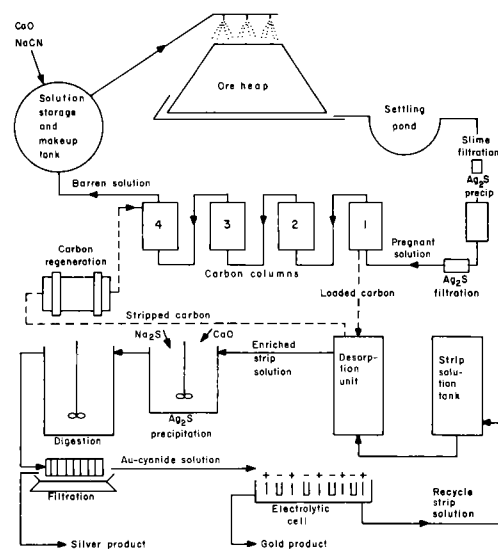 CaO
NaCN
Solution
storage
and
makeup
tank
Ore heap
Settling
pond
Slime
filtration
Ag2S
precip
Barren solution
4
3
2
1
Carbon columns
Pregnant
solution
Ag2S
filtration
Carbon
regeneration
Loaded carbon
Stripped carbon
Na2S
CaO
Enriched
strip
solution
Desorp-
tion
unit
Strip
solu-
tion
tank
Digestion
Ag2S
precipitation
Au-cyanide solution
+ + + + +
Filtration
Electrolytic
cell
Recycle
strip
solution
Silver product
Gold product